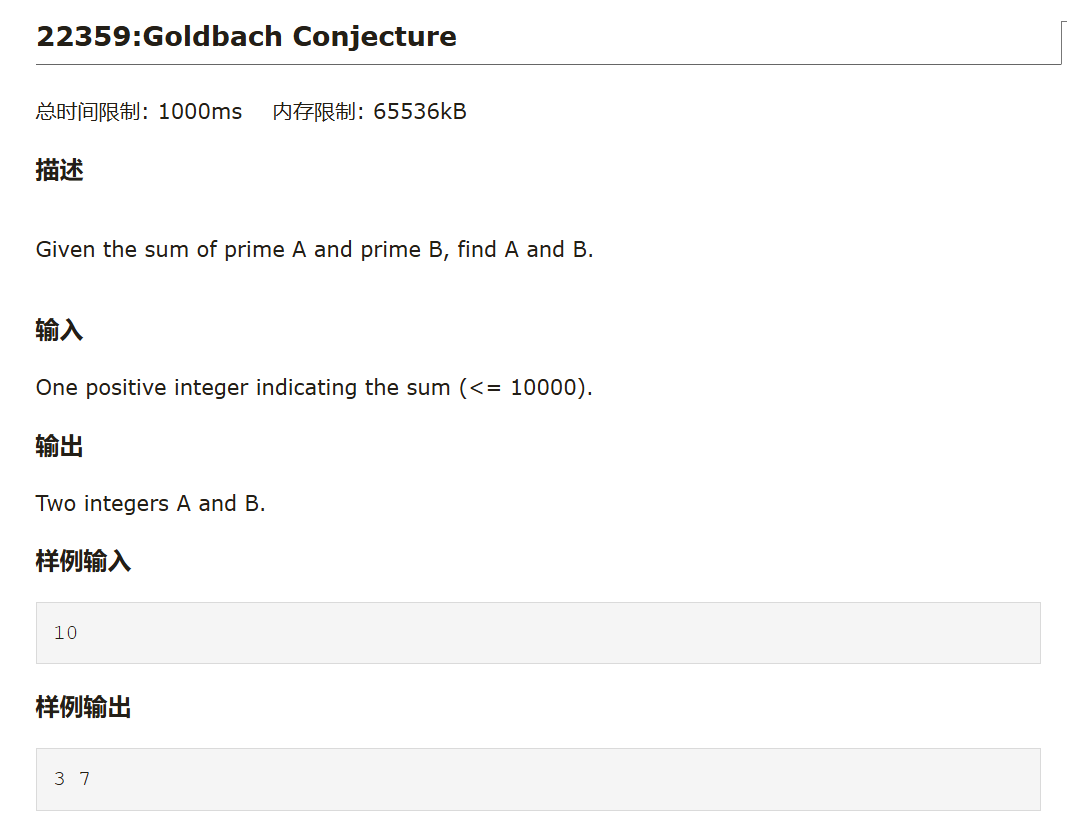 22359:Goldbach Conjecture
总时间限制: 1000ms 内存限制: 65536kB
描述
Given the sum of prime A and prime B, find A and B.
输入
One positive integer indicating the sum (<= 10000).
输出
Two integers A and B.
样例输入
10
样例输出
3 7